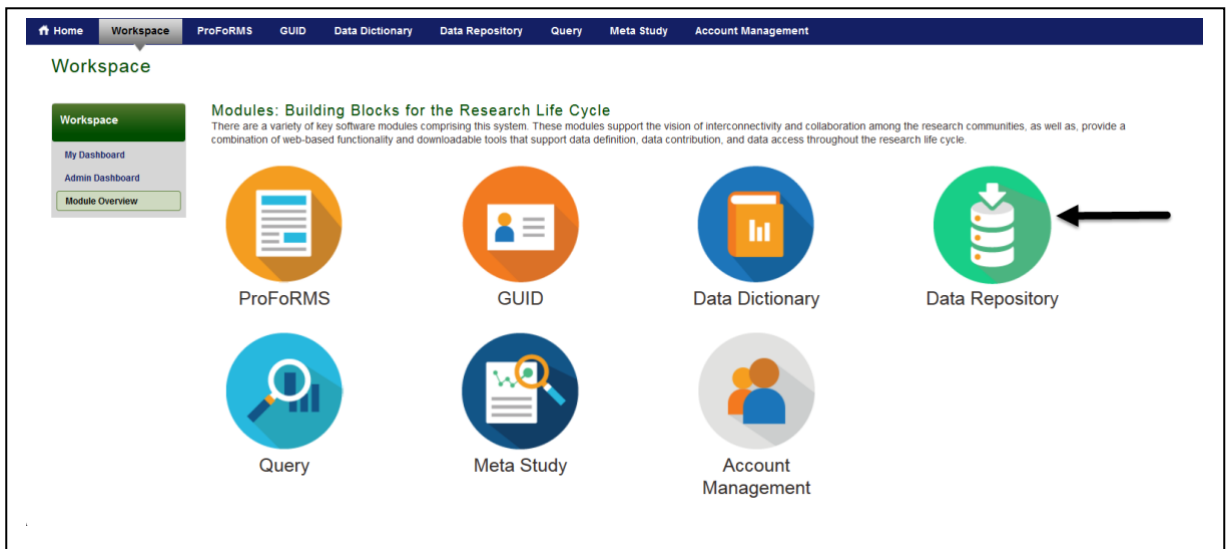 Home Workspace ProFoRMS GUID Data Dictionary Data Repository Query Meta Study Account Management
Workspace
Workspace
My Dashboard
Admin Dashboard
Module Overview
Modules: Building Blocks for the Research Life Cycle
There are a variety of key software modules comprising this system. These modules support the vision of interconnectivity and collaboration among the research communities, as well as, provide a
combination of web-based functionality and downloadable tools that support data definition, data contribution, and data access throughout the research life cycle.
ProFoRMS GUID Data Dictionary Data Repository
Query Meta Study Account
Management